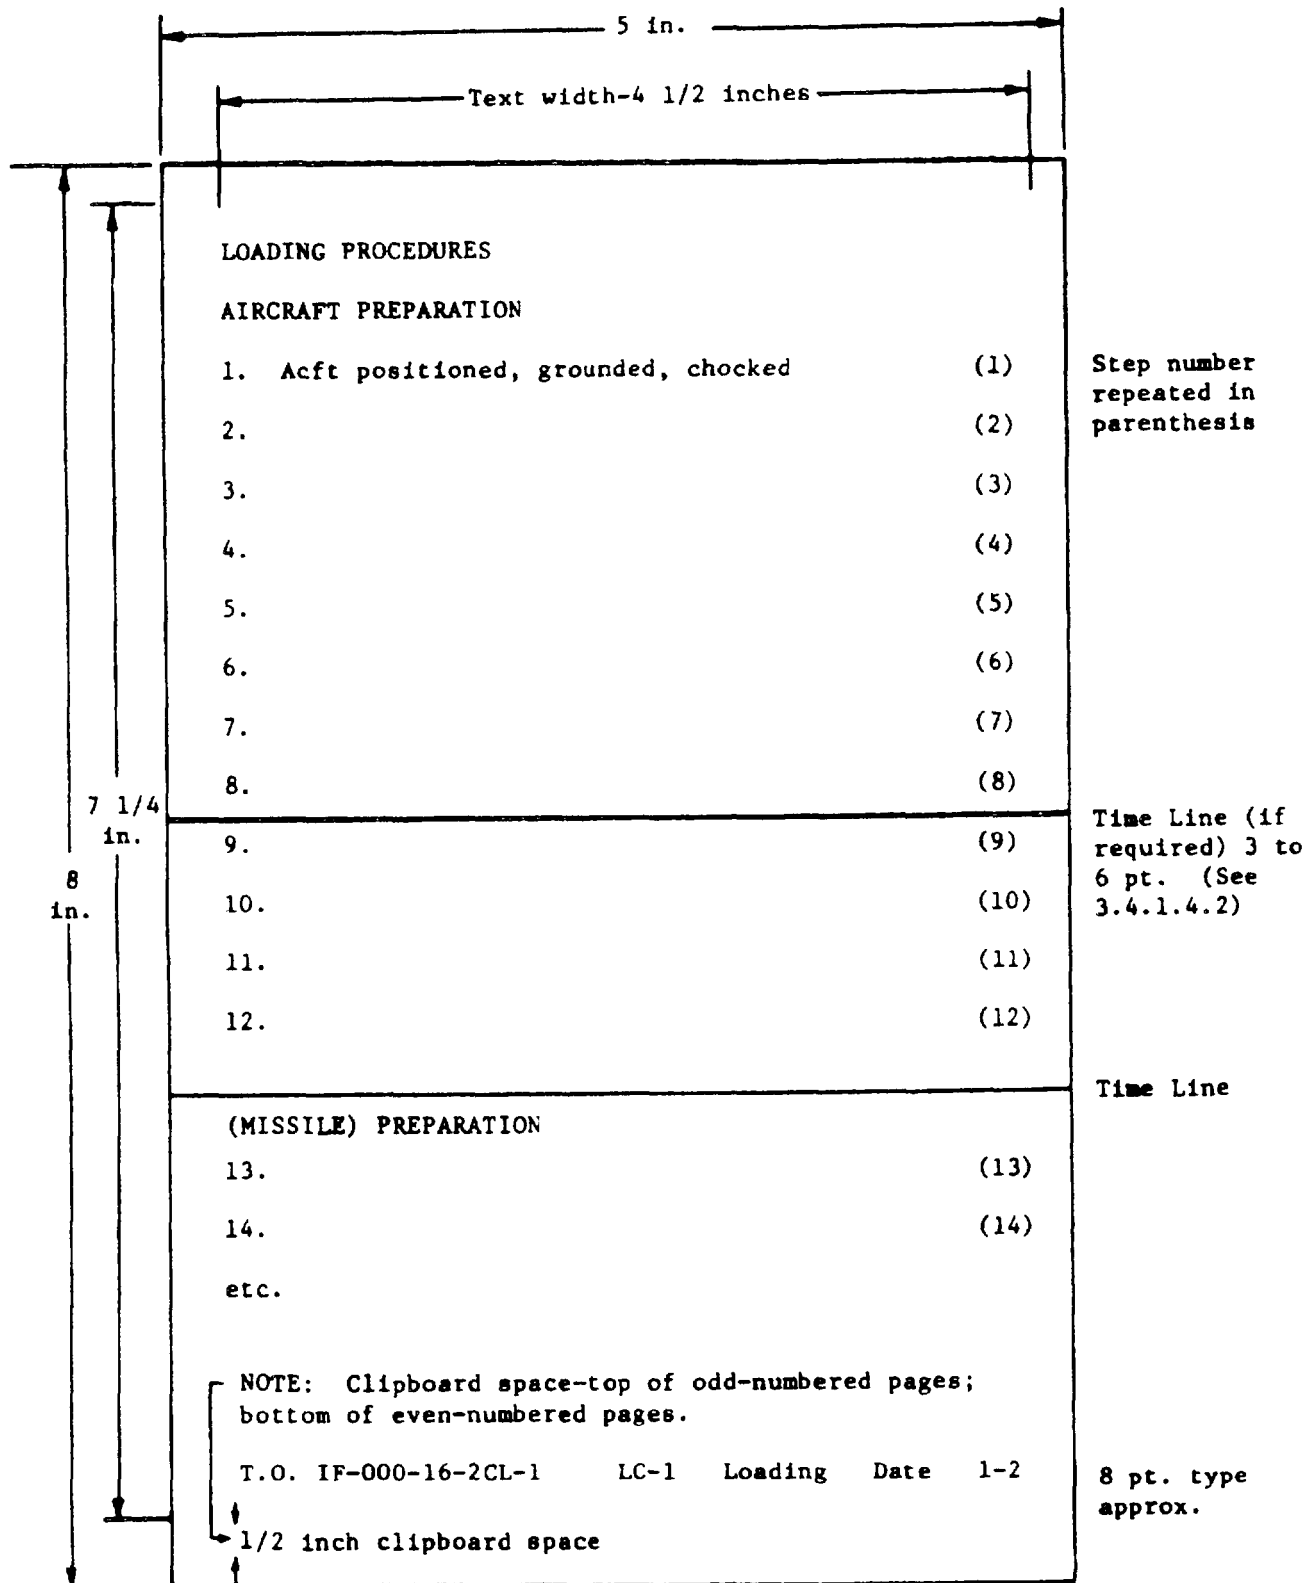 5 in.
Text width-4 1/2 inches
LOADING PROCEDURES
AIRCRAFT PREPARATION
1. Acft positioned, grounded, chocked (1)
Step number
repeated in
parenthesis
2. (2)
3. (3)
4. (4)
5. (5)
6. (6)
7. (7)
8. (8)
7 1/4
in.
8
in.
Time Line (if
required) 3 to
6 pt. (See
3.4.1.4.2)
9. (9)
10. (10)
11. (11)
12. (12)
Time Line
(MISSILE) PREPARATION
13. (13)
14. (14)
etc.
NOTE: Clipboard space-top of odd-numbered pages;
bottom of even-numbered pages.
T.O. IF-000-16-2CL-1 LC-1 Loading Date 1-2
8 pt. type
approx.
1/2 inch clipboard space